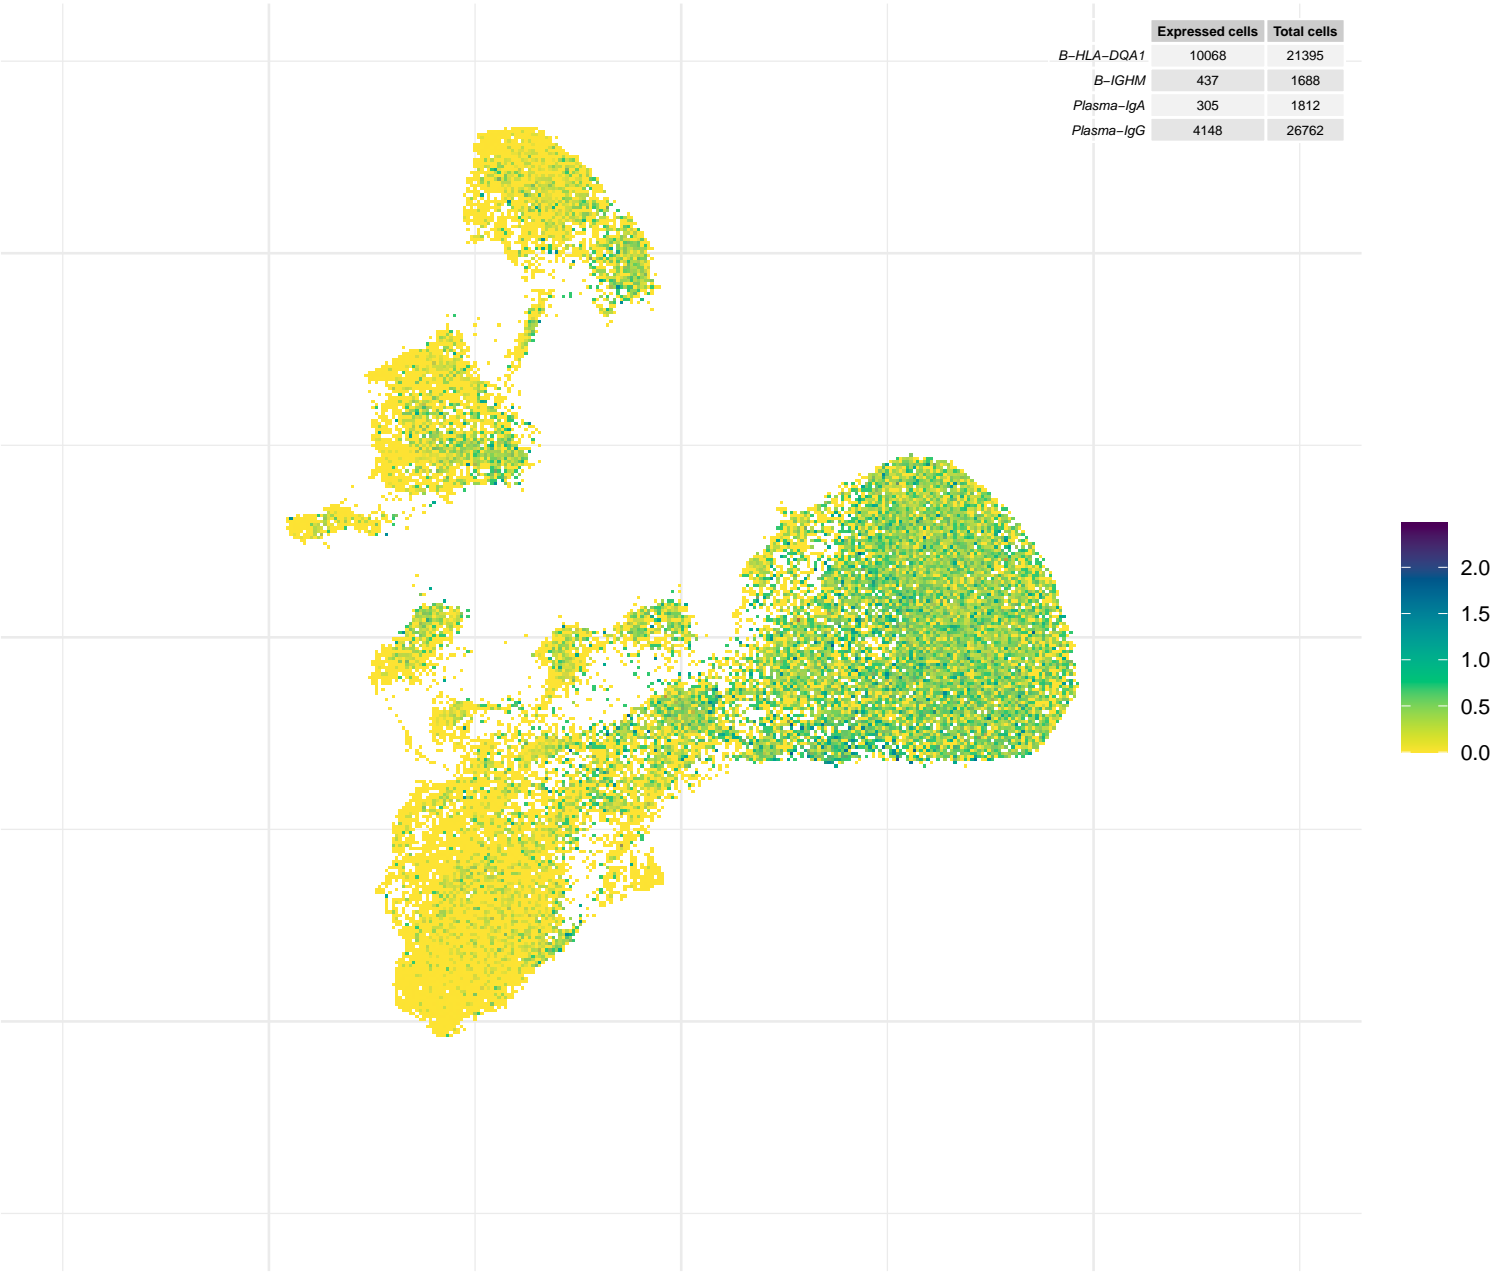 Expressed cells Total cells
B−HLA−DQA1 10068 21395
B−IGHM 437 1688
Plasma−IgA 305 1812
Plasma−IgG 4148 26762
2.0
1.5
1.0
0.5
0.0